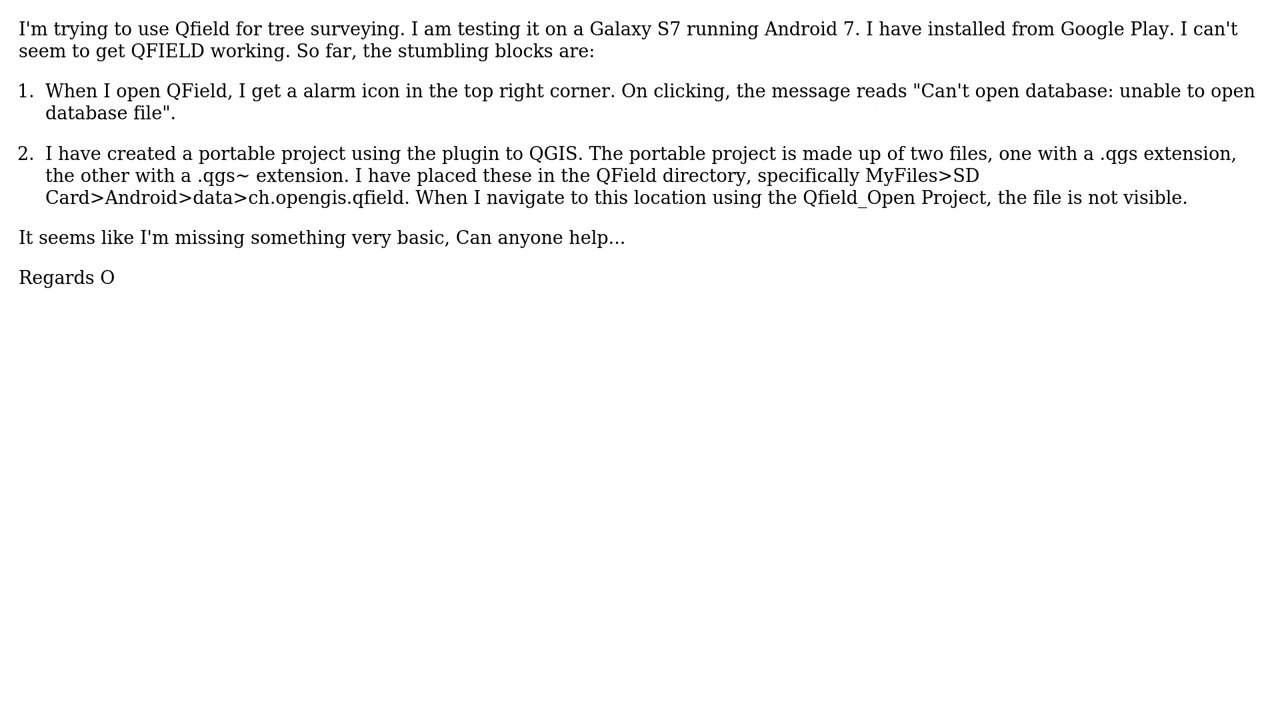 I'm trying to use Qfield for tree surveying. I am testing it on a Galaxy S7 running Android 7. I have installed from Google Play. I can't
seem to get QFIELD working. So far, the stumbling blocks are:
1. When I open QField, I get a alarm icon in the top right corner. On clicking, the message reads "Can't open database: unable to open
database file".
2. I have created a portable project using the plugin to QGIS. The portable project is made up of two files, one with a .qgs extension,
the other with a .qgs~ extension. I have placed these in the QField directory, specifically MyFiles>SD
Card>Android>data>ch.opengis.qfield. When I navigate to this location using the Qfield_Open Project, the file is not visible.
It seems like I'm missing something very basic, Can anyone help...
Regards O